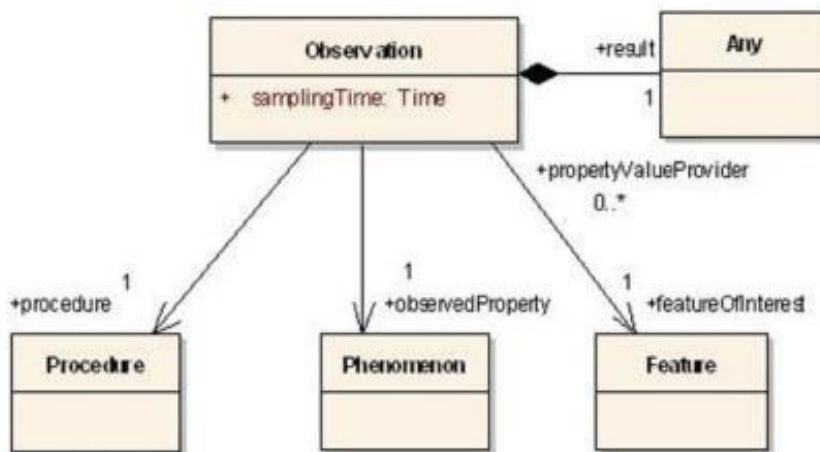 Observation
+ samplingTime: Time
+result
1
Any
+propertyValueProvider
0..*
1
+procedure
1
+observedProperty
1
+featureOfInterest
Procedure
Phenomenon
Feature